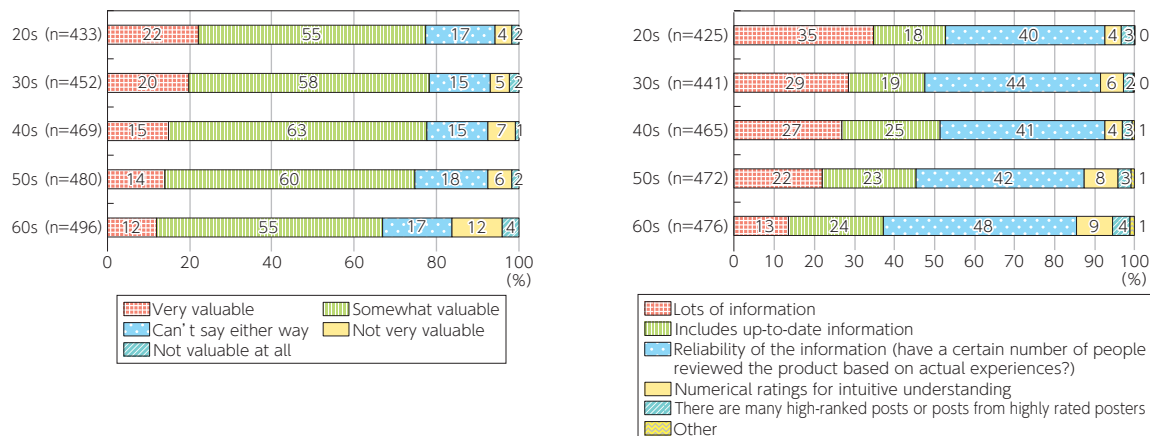 20s (n=433) 22 55 17 4 2
30s (n=452) 20 58 15 5 2
40s (n=469) 15 63 15 7 1
50s (n=480) 14 60 18 6 2
60s (n=496) 12 55 17 12 4
0 20 40 60 80 100
(%)
Very valuable Somewhat valuable
Can't say either way Not very valuable
Not valuable at all
20s (n=425) 35 18 40 4 3 0
30s (n=441) 29 19 44 6 2 0
40s (n=465) 27 25 41 4 3 1
50s (n=472) 22 23 42 8 3 1
60s (n=476) 13 24 48 9 4 1
0 10 20 30 40 50 60 70 80 90 100
(%)
Lots of information
Includes up-to-date information
Reliability of the information (have a certain number of people
reviewed the product based on actual experiences?)
Numerical ratings for intuitive understanding
There are many high-ranked posts or posts from highly rated posters
Other